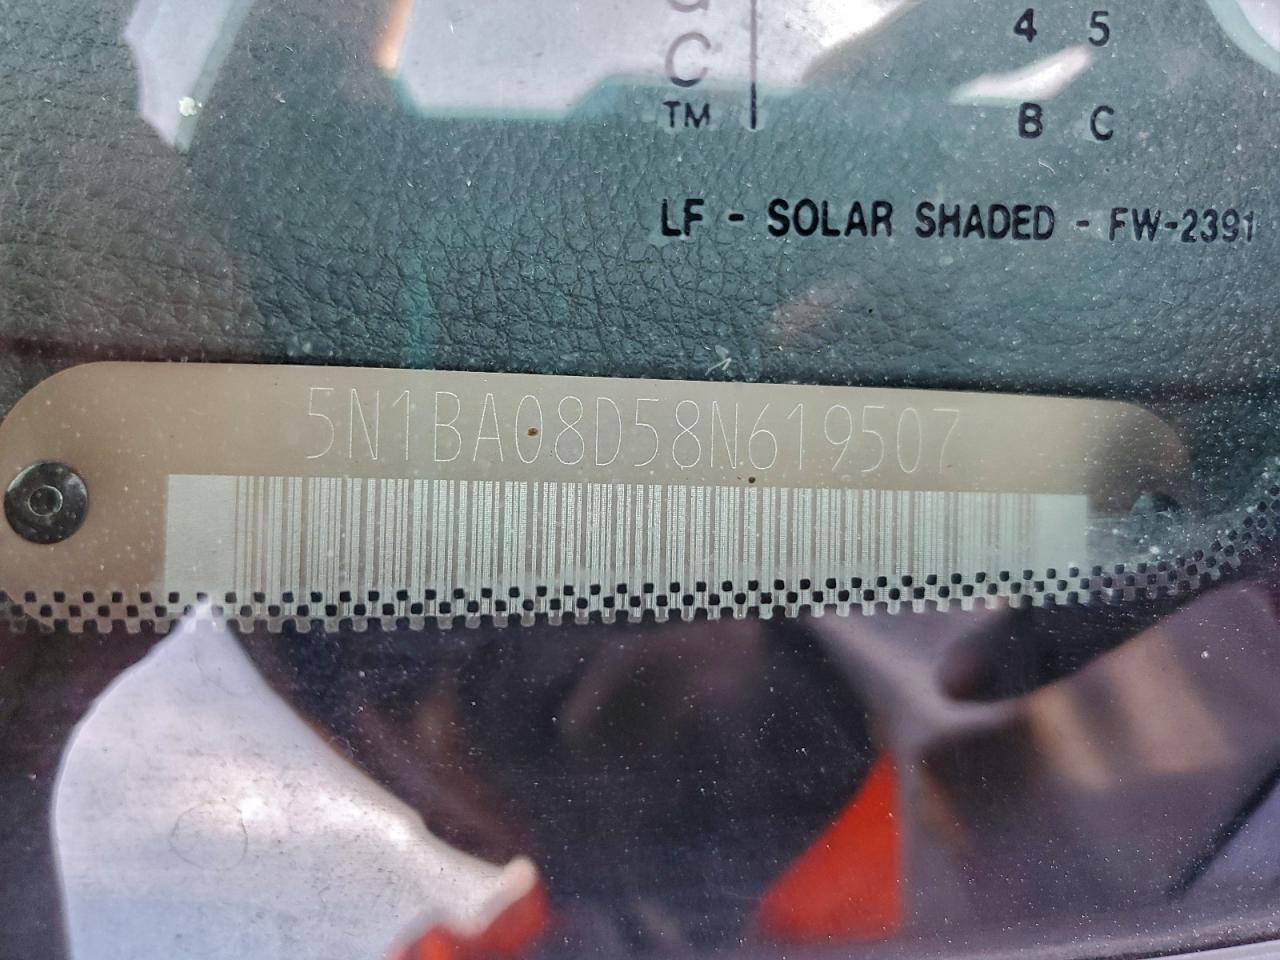 C
TM
4 5
B C
LF - SOLAR SHADED - FW-2391
5N1BA08D58N619507